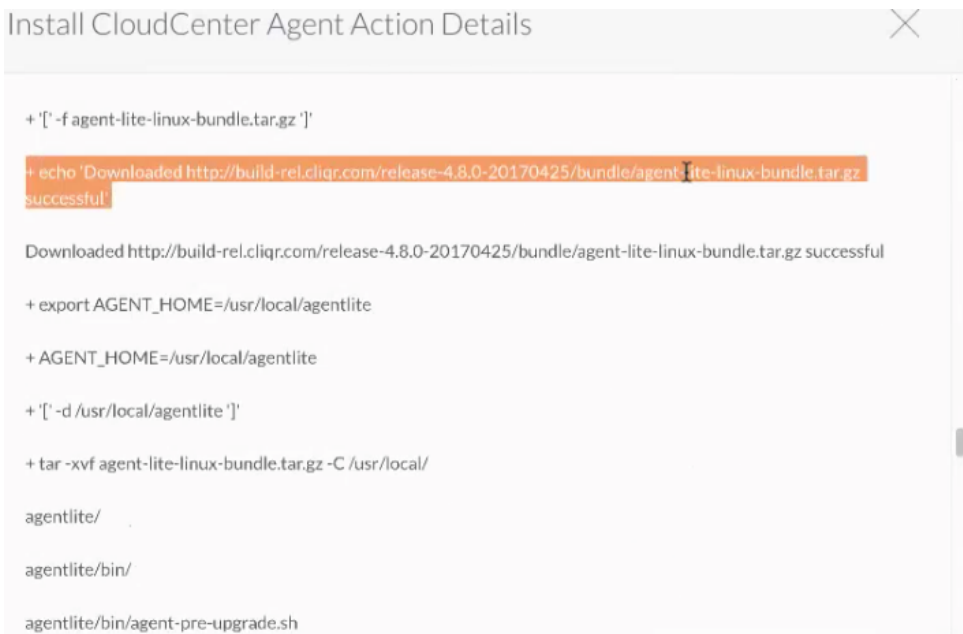 Install CloudCenter Agent Action Details
+ '[' -f agent-lite-linux-bundle.tar.gz ']'
+ echo 'Downloaded http://build-rel.cliqr.com/release-4.8.0-20170425/bundle/agent-lite-linux-bundle.tar.gz
successful'
Downloaded http://build-rel.cliqr.com/release-4.8.0-20170425/bundle/agent-lite-linux-bundle.tar.gz successful
+ export AGENT_HOME=/usr/local/agentlite
+ AGENT_HOME=/usr/local/agentlite
+ '[' -d /usr/local/agentlite ']'
+ tar -xvf agent-lite-linux-bundle.tar.gz -C /usr/local/
agentlite/
agentlite/bin/
agentlite/bin/agent-pre-upgrade.sh